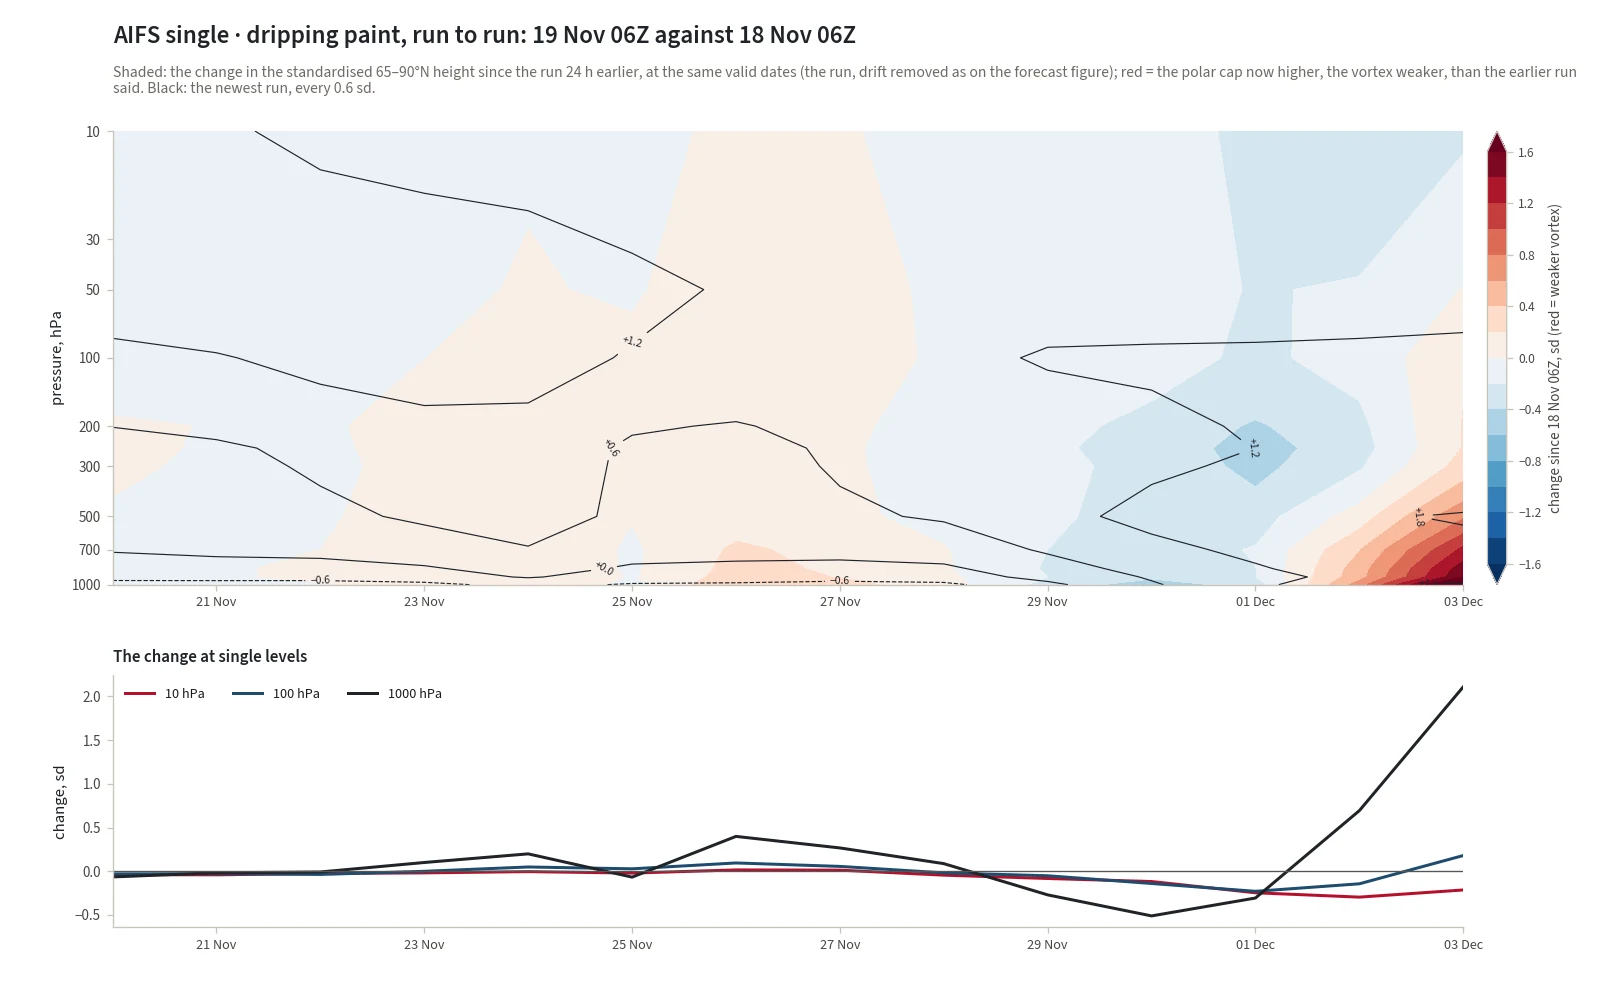 AIFS single · dripping paint, run to run: 19 Nov 06Z against 18 Nov 06Z
Shaded: the change in the standardised 65–90°N height since the run 24 h earlier, at the same valid dates (the run, drift removed as on the forecast figure); red = the polar cap now higher, the vortex weaker, than the earlier run
said. Black: the newest run, every 0.6 sd.
pressure, hPa
10
30
50
100
200
300
500
700
1000
+1.2
+0.6
+0.0
−0.6
−0.6
+1.2
+1.8
21 Nov
23 Nov
25 Nov
27 Nov
29 Nov
01 Dec
03 Dec
1.6
1.2
0.8
0.4
0.0
−0.4
−0.8
−1.2
−1.6
change since 18 Nov 06Z, sd (red = weaker vortex)
The change at single levels
10 hPa
100 hPa
1000 hPa
change, sd
2.0
1.5
1.0
0.5
0.0
−0.5
21 Nov
23 Nov
25 Nov
27 Nov
29 Nov
01 Dec
03 Dec